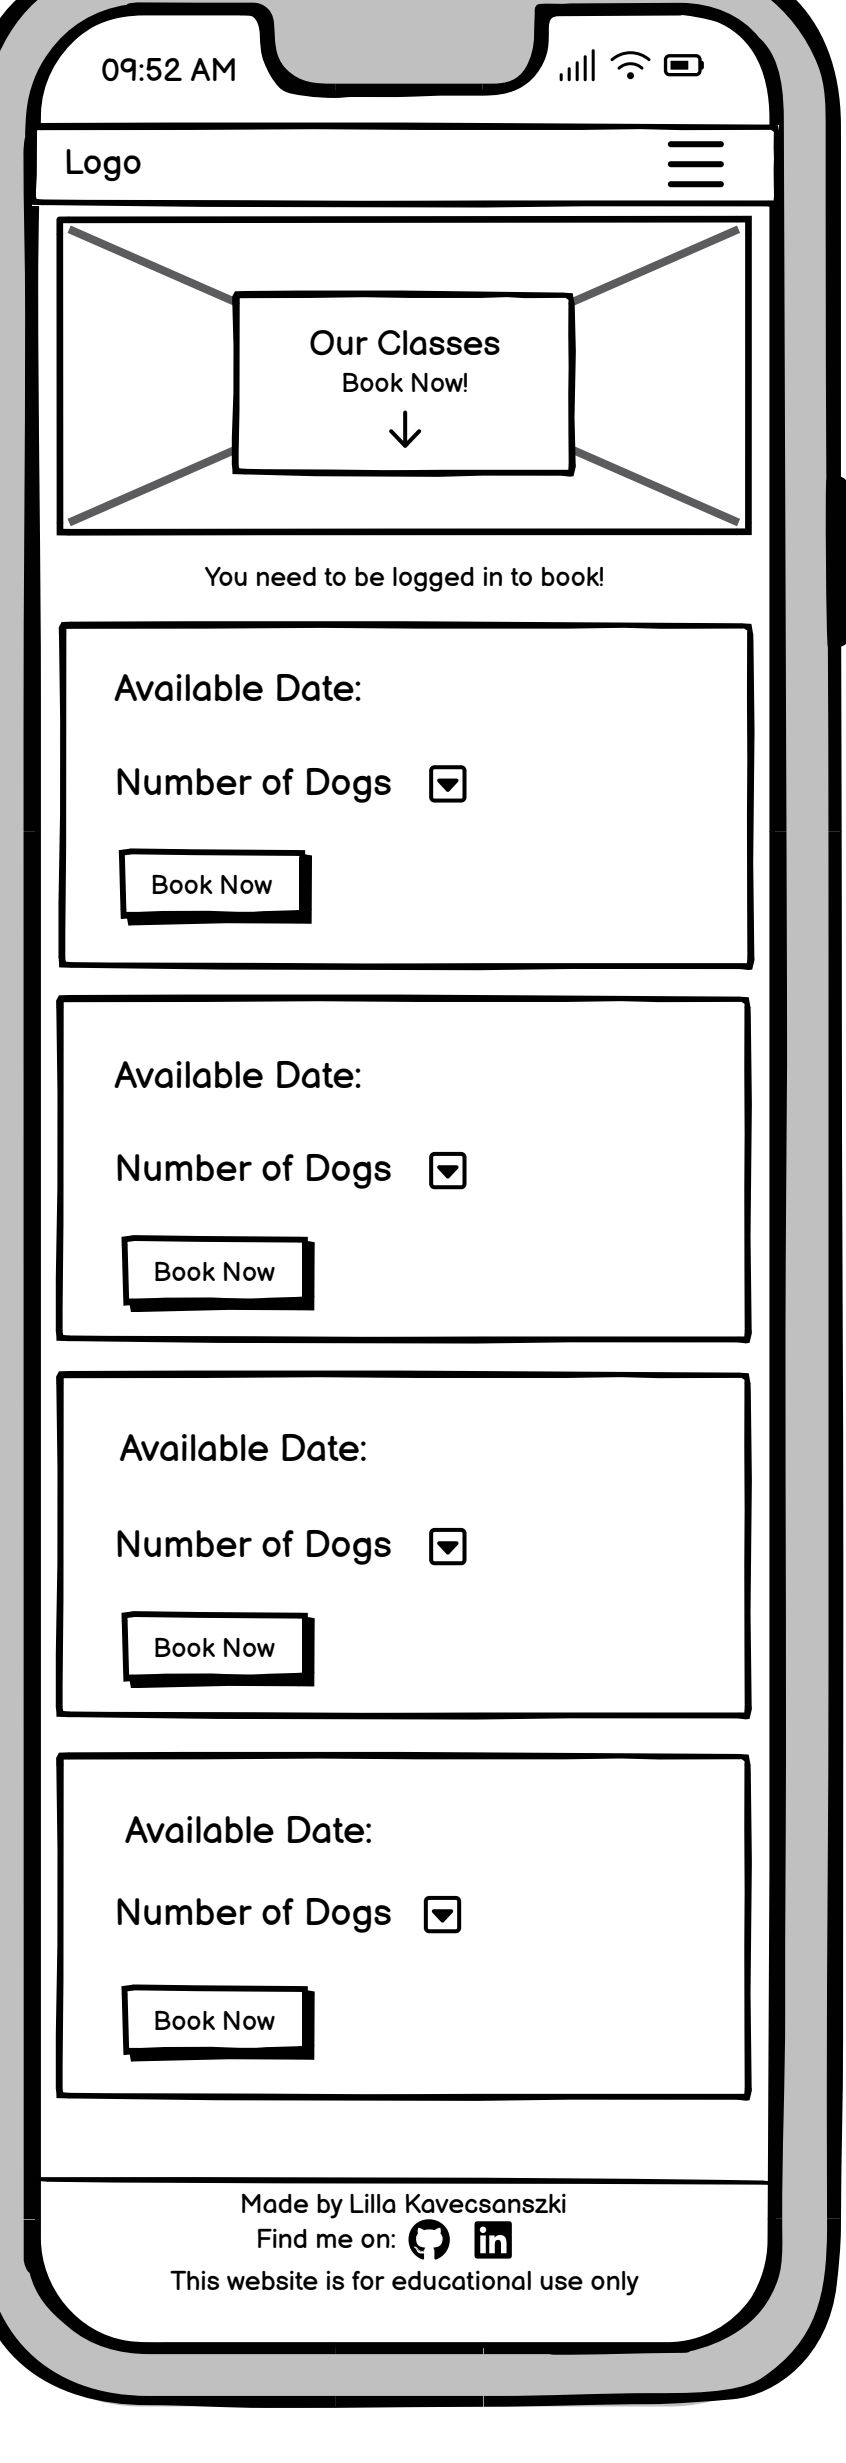 09:52 AM
Logo
Our Classes
Book Now!
You need to be logged in to book!
Available Date:
Number of Dogs
Book Now
Available Date:
Number of Dogs
Book Now
Available Date:
Number of Dogs
Book Now
Available Date:
Number of Dogs
Book Now
Made by Lilla Kavecsanszki
Find me on: in
This website is for educational use only